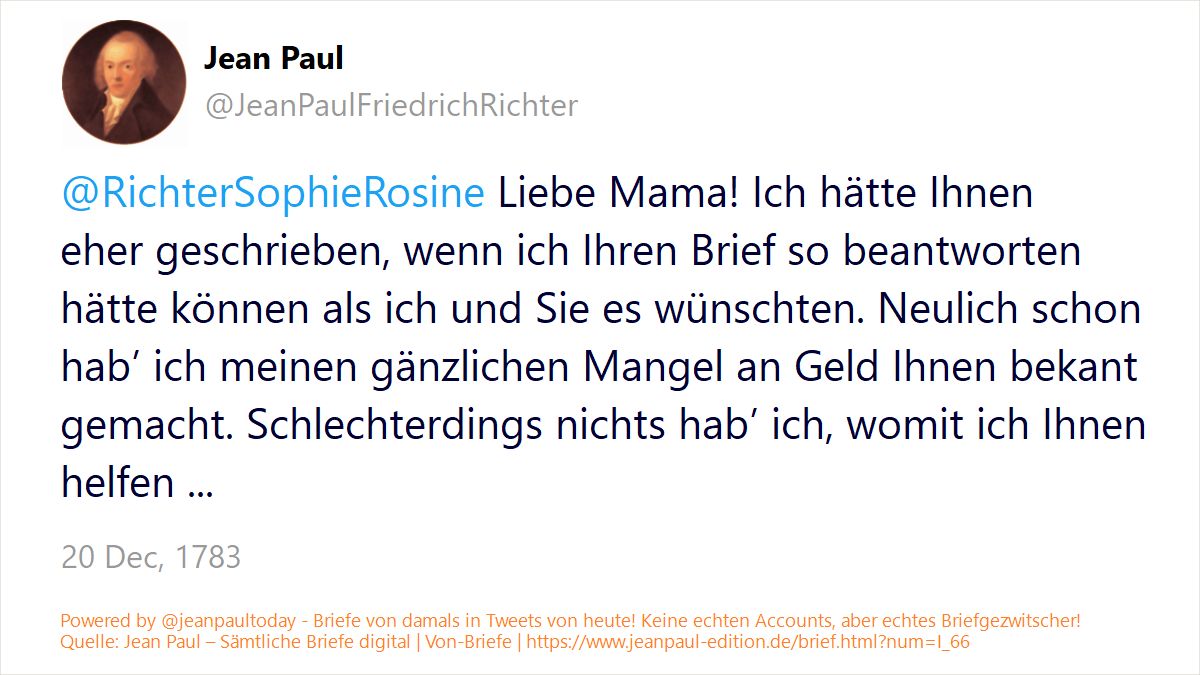 Jean Paul
@JeanPaulFriedrichRichter
@RichterSophieRosine Liebe Mama! Ich hätte Ihnen
eher geschrieben, wenn ich Ihren Brief so beantworten
hätte können als ich und Sie es wünschten. Neulich schon
hab’ ich meinen gänzlichen Mangel an Geld Ihnen bekant
gemacht. Schlechterdings nichts hab’ ich, womit ich Ihnen
helfen ...
20 Dec, 1783
Powered by @jeanpaultoday - Briefe von damals in Tweets von heute! Keine echten Accounts, aber echtes Briefgezwitscher!
Quelle: Jean Paul – Sämtliche Briefe digital | Von-Briefe | https://www.jeanpaul-edition.de/brief.html?num=I_66